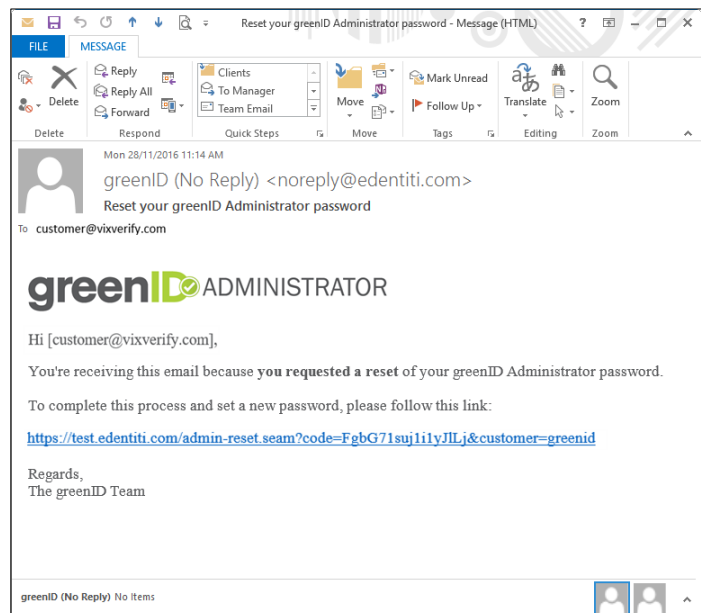 Reset your greenID Administrator password - Message (HTML)
FILE MESSAGE
Delete
Reply
Reply All
Forward
Clients
To Manager
Team Email
Move
Mark Unread
Follow Up
Translate
Zoom
Delete Respond Quick Steps Move Tags Editing Zoom
Mon 28/11/2016 11:14 AM
greenID (No Reply) <noreply@edentiti.com>
Reset your greenID Administrator password
To customer@vixverify.com
greenID ADMINISTRATOR
Hi [customer@vixverify.com],
You're receiving this email because you requested a reset of your greenID Administrator password.
To complete this process and set a new password, please follow this link:
https://test.edentiti.com/admin-reset.seam?code=FgbG71suj1i1yJlLj&customer=greenid
Regards,
The greenID Team
greenID (No Reply) No Items